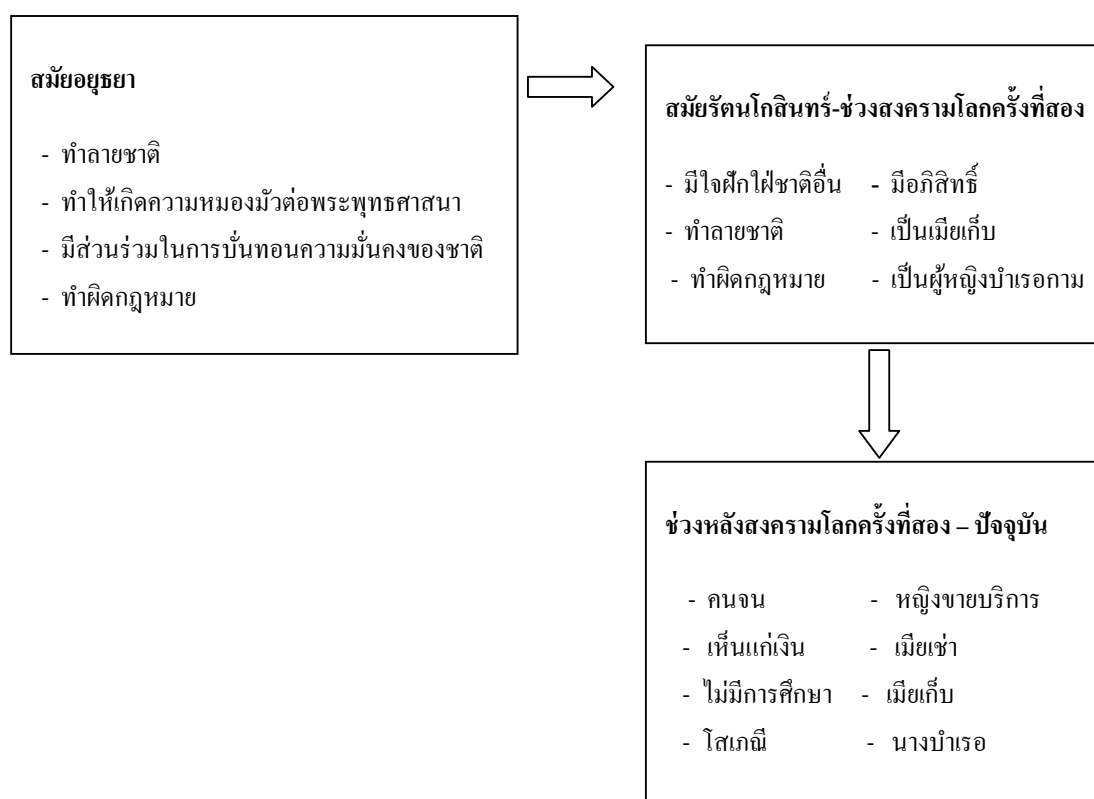 สมัยอยุธยา
- ทำลายชาติ
- ทำให้เกิดความหมองมัวต่อพระพุทธศาสนา
- มีส่วนร่วมในการบั่นทอนความมั่นคงของชาติ
- ทำผิดกฎหมาย
สมัยรัตนโกสินทร์-ช่วงสงครามโลกครั้งที่สอง
- มีใจฝักใฝ่ชาติอื่น - มีอภิสิทธิ์
- ทำลายชาติ - เป็นเมียเก็บ
- ทำผิดกฎหมาย - เป็นผู้หญิงบำเรอกาม
ช่วงหลังสงครามโลกครั้งที่สอง – ปัจจุบัน
- คนจน - หญิงขายบริการ
- เห็นแก่เงิน - เมียเช่า
- ไม่มีการศึกษา - เมียเก็บ
- โสเภณี - นางบำเรอ